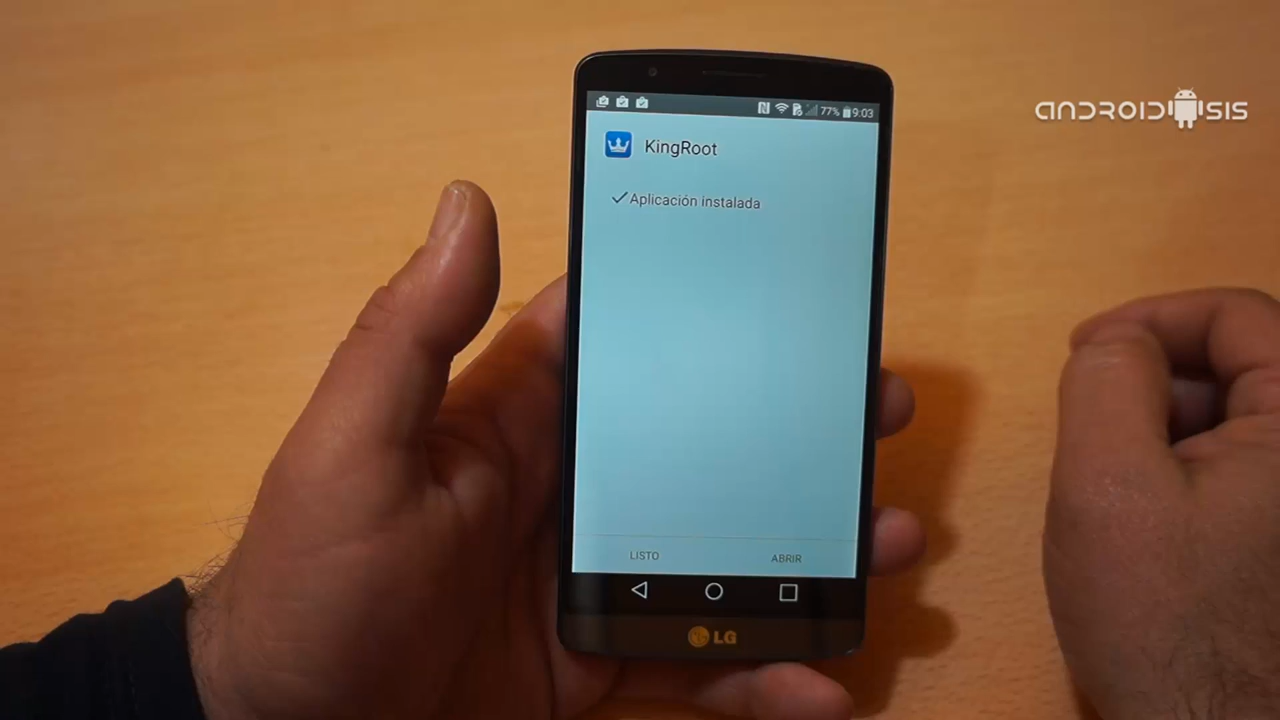 ANDROIDSIS
77% 9:03
KingRoot
Aplicación instalada
LISTO
ABRIR
LG